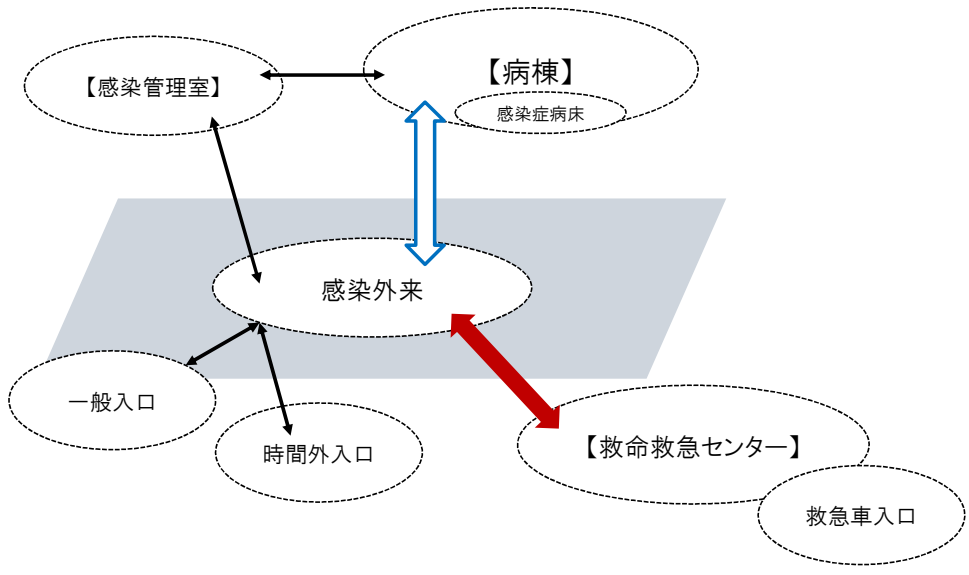 【感染管理室】
【病棟】
感染症病床
感染外来
一般入口
時間外入口
【救命救急センター】
救急車入口